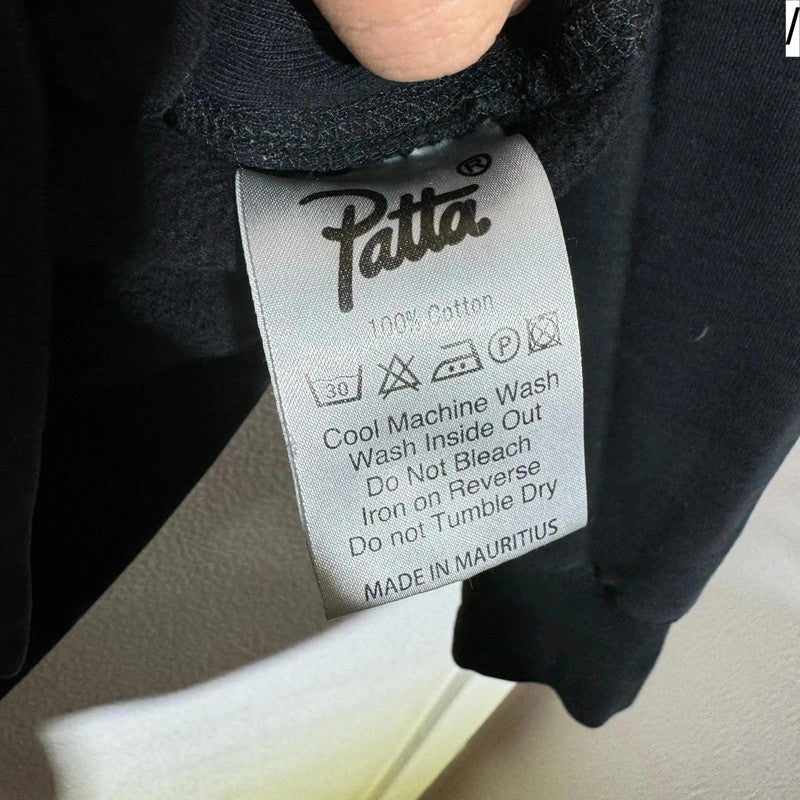 Patta®
100% Cotton
30 P
Cool Machine Wash
Wash Inside Out
Do Not Bleach
Iron on Reverse
Do not Tumble Dry
MADE IN MAURITIUS
/